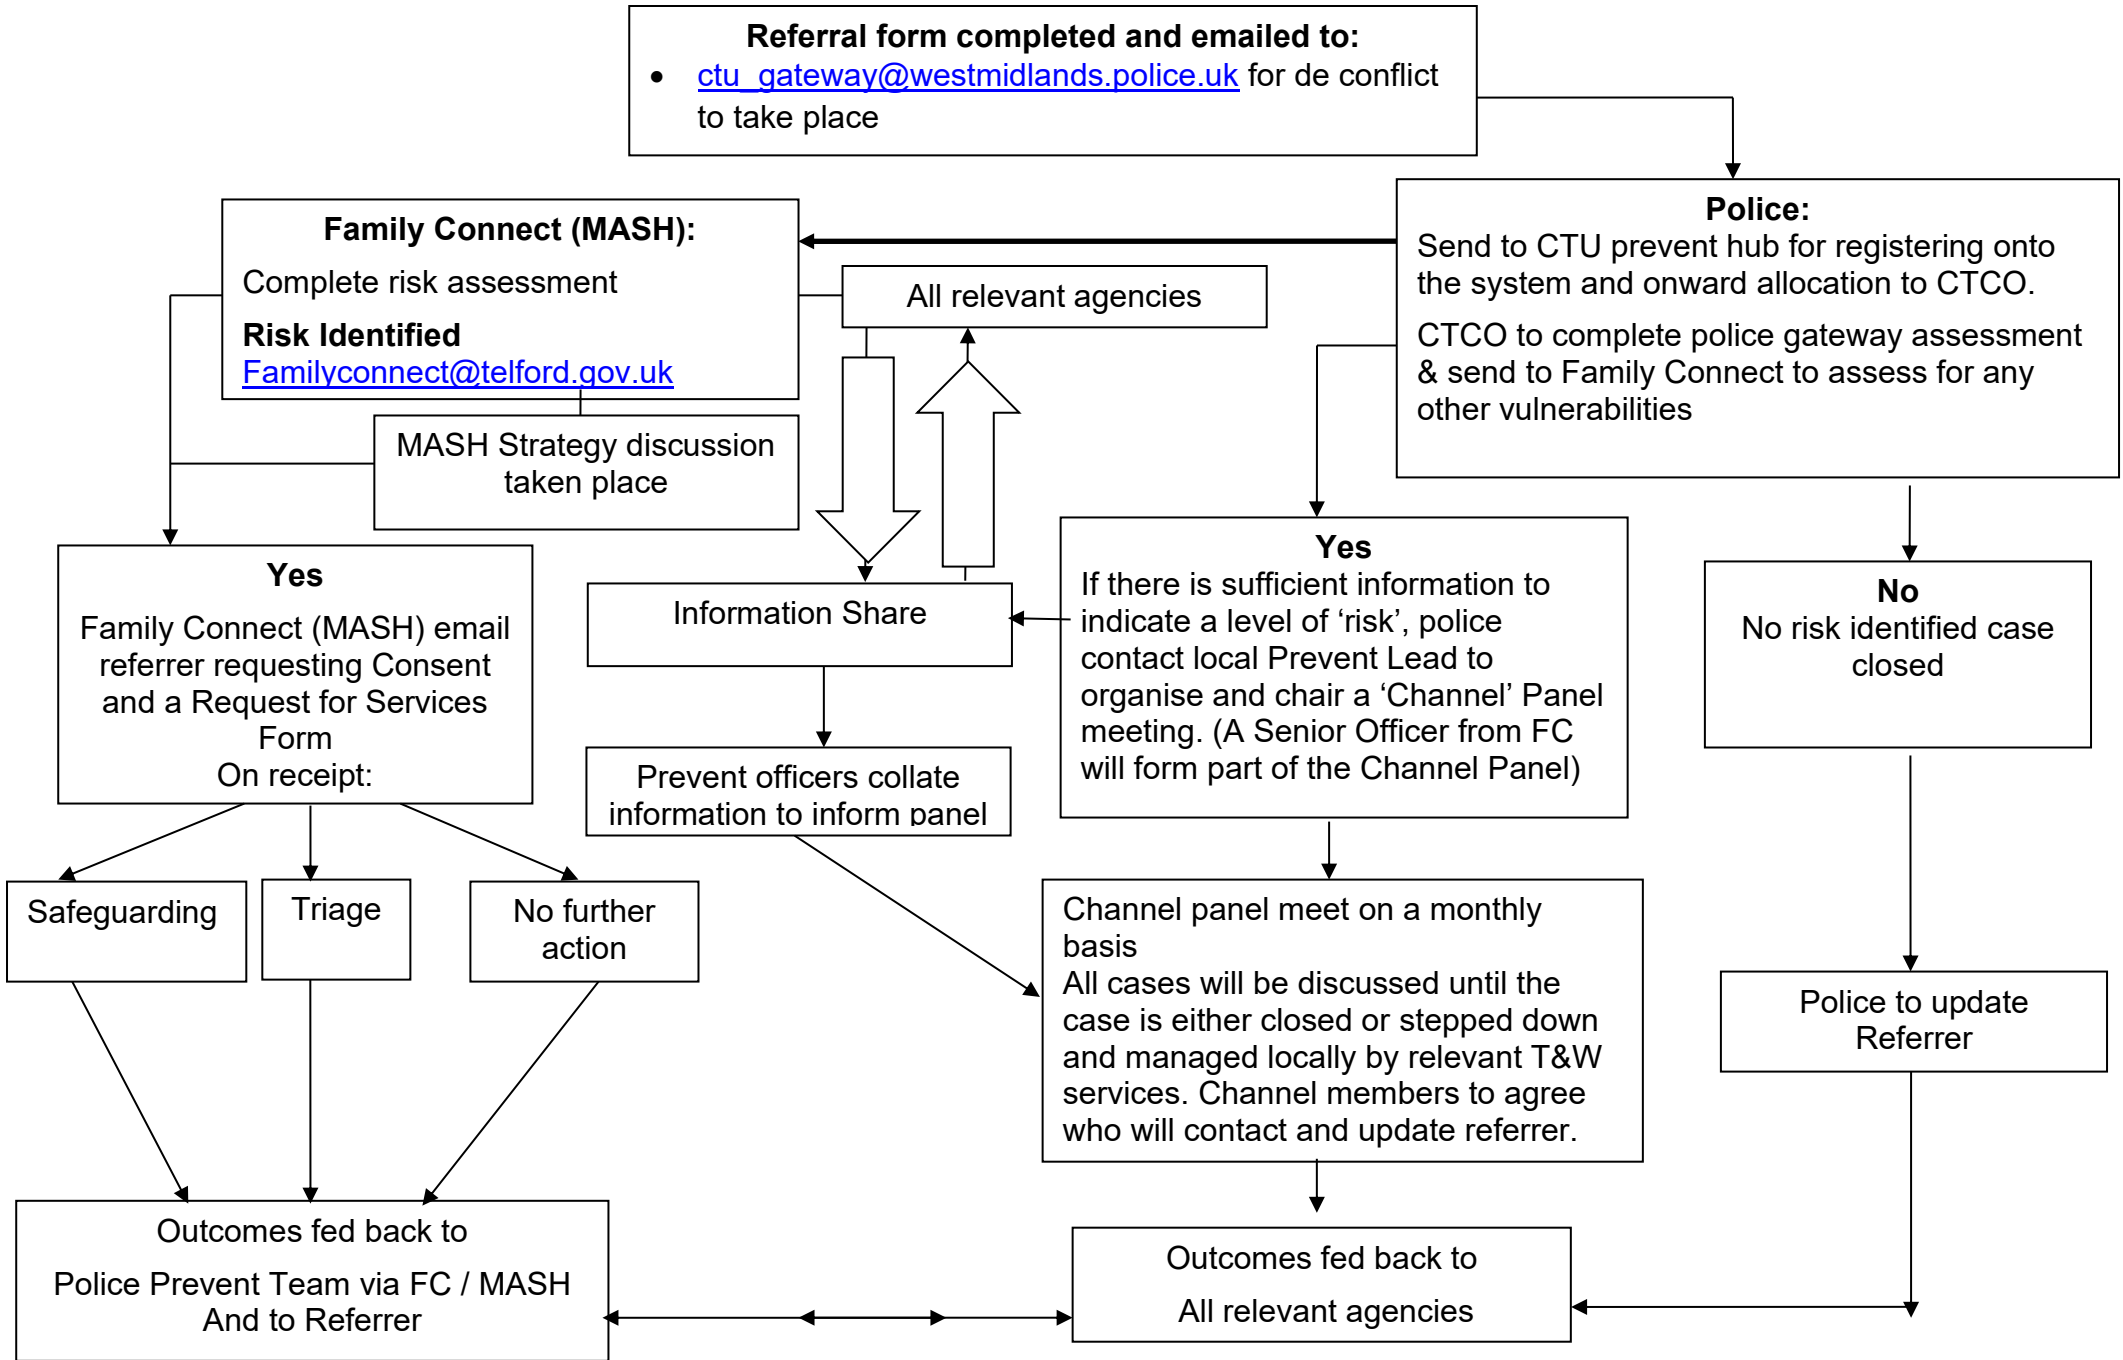 Referral form completed and emailed to:
• ctu_gateway@westmidlands.police.uk for de conflict
to take place
Family Connect (MASH):
Complete risk assessment
Risk Identified
Familyconnect@telford.gov.uk
All relevant agencies
Police:
Send to CTU prevent hub for registering onto
the system and onward allocation to CTCO.
CTCO to complete police gateway assessment
& send to Family Connect to assess for any
other vulnerabilities
MASH Strategy discussion
taken place
Yes
Family Connect (MASH) email
referrer requesting Consent
and a Request for Services
Form
On receipt:
Information Share
Yes
If there is sufficient information to
indicate a level of ‘risk’, police
contact local Prevent Lead to
organise and chair a ‘Channel’ Panel
meeting. (A Senior Officer from FC
will form part of the Channel Panel)
No
No risk identified case
closed
Prevent officers collate
information to inform panel
Safeguarding
Triage
No further
action
Channel panel meet on a monthly
basis
All cases will be discussed until the
case is either closed or stepped down
and managed locally by relevant T&W
services. Channel members to agree
who will contact and update referrer.
Police to update
Referrer
Outcomes fed back to
Police Prevent Team via FC / MASH
And to Referrer
Outcomes fed back to
All relevant agencies